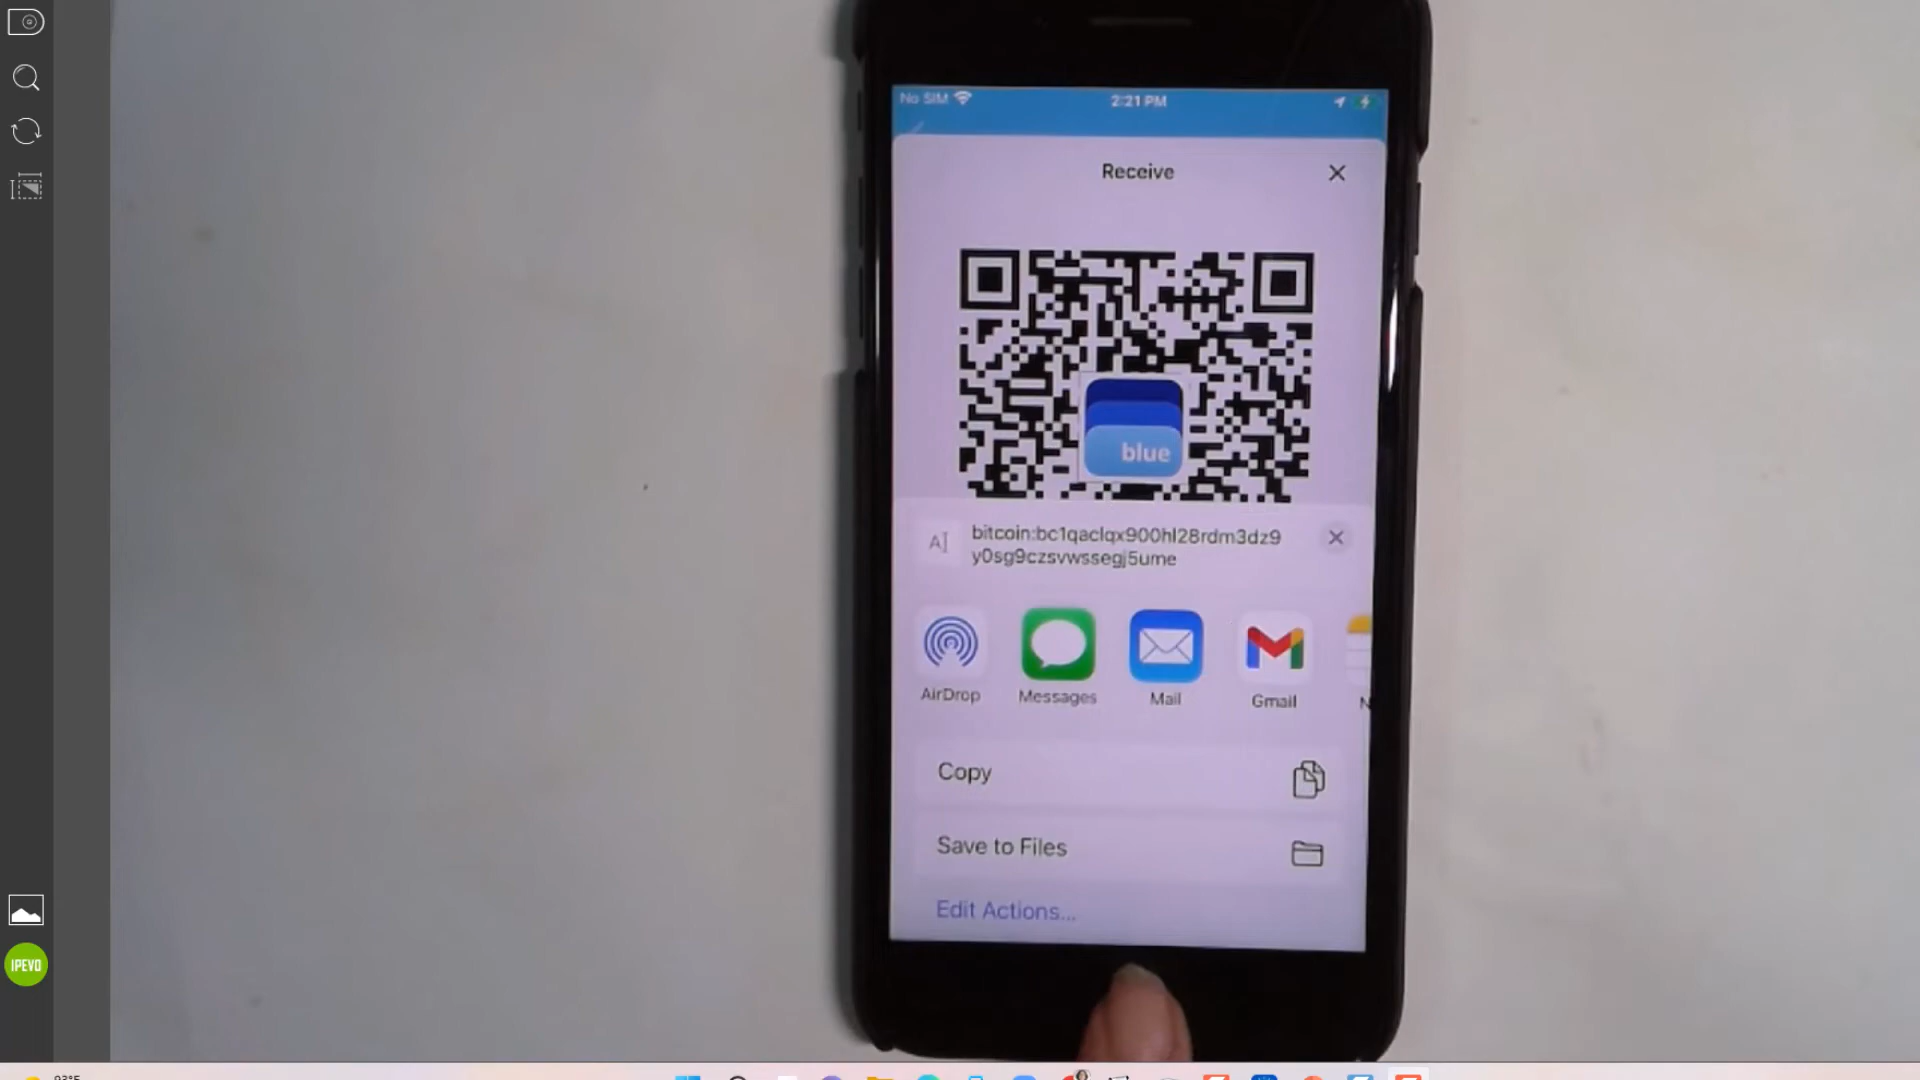 No SIM
2:21 PM
Receive
blue
bitcoin:bc1qaclqx900hl28rdm3dz9
y0sg9czsvwssegj5ume
AirDrop
Messages
Mail
Gmail
N
Copy
Save to Files
Edit Actions...
IPEVO
93°F